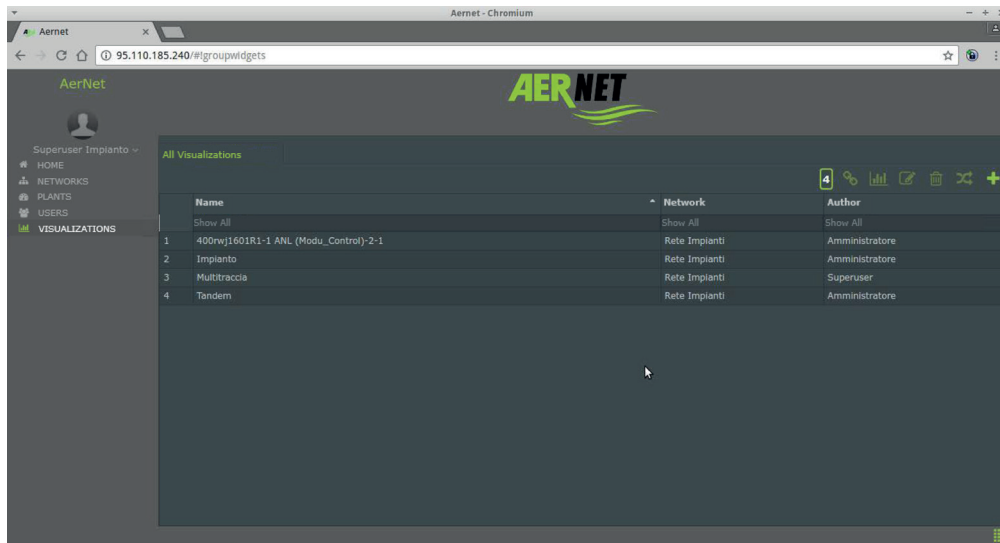 Aernet - Chromium
Aernet
95.110.185.240/#!groupwidgets
AerNet
AERNET
Superuser Impianto
HOME
NETWORKS
PLANTS
USERS
VISUALIZATIONS
All Visualizations
4
Name Network Author
Show All Show All Show All
1 400rwj1601R1-1 ANL (Modu_Control)-2-1 Rete Impianti Amministratore
2 Impianto Rete Impianti Amministratore
3 Multitraccia Rete Impianti Superuser
4 Tandem Rete Impianti Amministratore